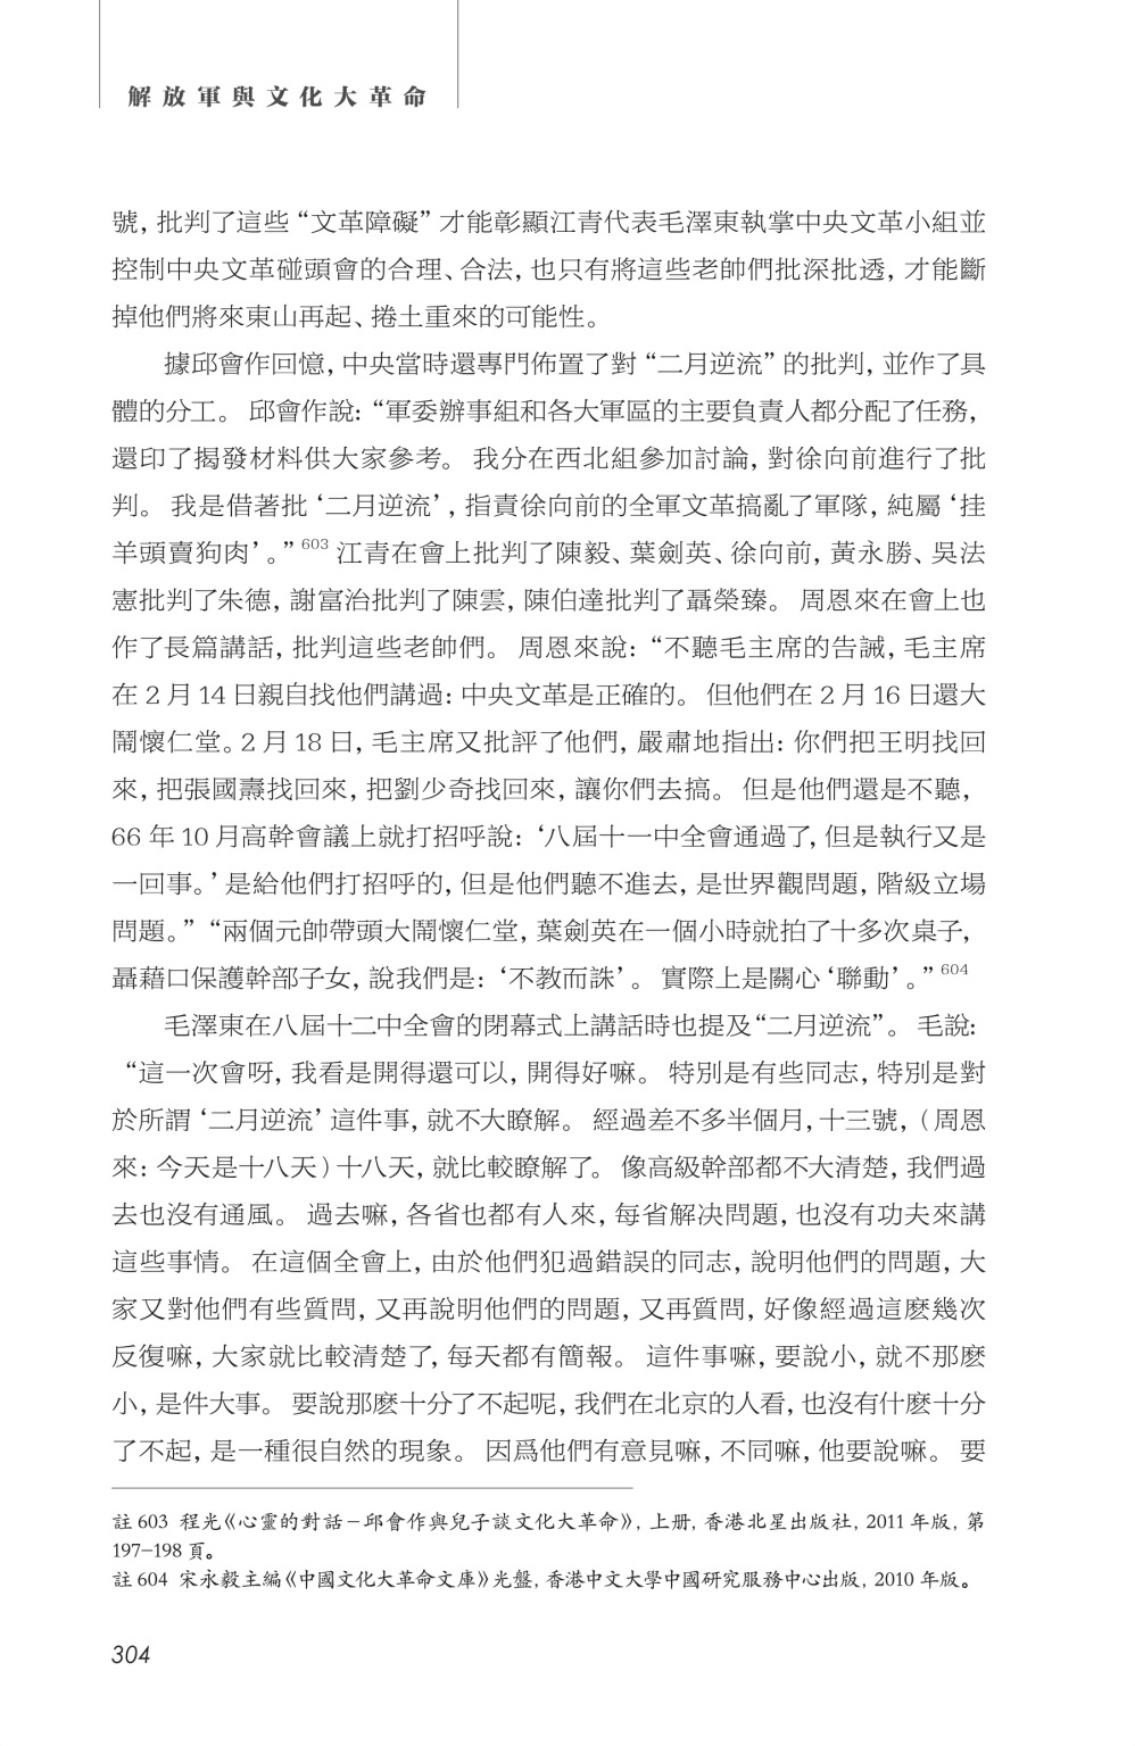 解放軍與文化大革命
號，批判了這些“文革障礙”才能彰顯江青代表毛澤東執掌中央文革小組並
控制中央文革碰頭會的合理、合法，也只有將這些老帥們批深批透，才能斷
掉他們將來東山再起、捲土重來的可能性。
據邱會作回憶，中央當時還專門佈置了對“二月逆流”的批判，並作了具
體的分工。邱會作說：“軍委辦事組和各大軍區的主要負責人都分配了任務，
還印了揭發材料供大家參考。我分在西北組參加討論，對徐向前進行了批
判。我是借著批‘二月逆流’，指責徐向前的全軍文革搞亂了軍隊，純屬‘挂
羊頭賣狗肉’。”603 江青在會上批判了陳毅、葉劍英、徐向前，黃永勝、吳法
憲批判了朱德，謝富治批判了陳雲，陳伯達批判了聶榮臻。周恩來在會上也
作了長篇講話，批判這些老帥們。周恩來說：“不聽毛主席的告誡，毛主席
在 2 月 14 日親自找他們講過：中央文革是正確的。但他們在 2 月 16 日還大
鬧懷仁堂。2 月 18 日，毛主席又批評了他們，嚴肅地指出：你們把王明找回
來，把張國燾找回來，把劉少奇找回來，讓你們去搞。但是他們還是不聽，
66 年 10 月高幹會議上就打招呼說：‘八屆十一中全會通過了，但是執行又是
一回事。’是給他們打招呼的，但是他們聽不進去，是世界觀問題，階級立場
問題。”“兩個元帥帶頭大鬧懷仁堂，葉劍英在一個小時就拍了十多次桌子，
聶藉口保護幹部子女，說我們是：‘不教而誅’。實際上是關心‘聯動’。”604
毛澤東在八屆十二中全會的閉幕式上講話時也提及“二月逆流”。毛說：
“這一次會呀，我看是開得還可以，開得好嘛。特別是有些同志，特別是對
於所謂‘二月逆流’這件事，就不大瞭解。經過差不多半個月，十三號，（周恩
來：今天是十八天）十八天，就比較瞭解了。像高級幹部都不大清楚，我們過
去也沒有通風。過去嘛，各省也都有人來，每省解决問題，也沒有功夫來講
這些事情。在這個全會上，由於他們犯過錯誤的同志，說明他們的問題，大
家又對他們有些質問，又再說明他們的問題，又再質問，好像經過這麽幾次
反復嘛，大家就比較清楚了，每天都有簡報。這件事嘛，要說小，就不那麽
小，是件大事。要說那麽十分了不起呢，我們在北京的人看，也沒有什麽十分
了不起，是一種很自然的現象。因爲他們有意見嘛，不同嘛，他要說嘛。要
註 603 程光《心靈的對話－邱會作與兒子談文化大革命》，上册，香港北星出版社，2011 年版，第
197–198 頁。
註 604 宋永毅主編《中國文化大革命文庫》光盤，香港中文大學中國研究服務中心出版，2010 年版。
304